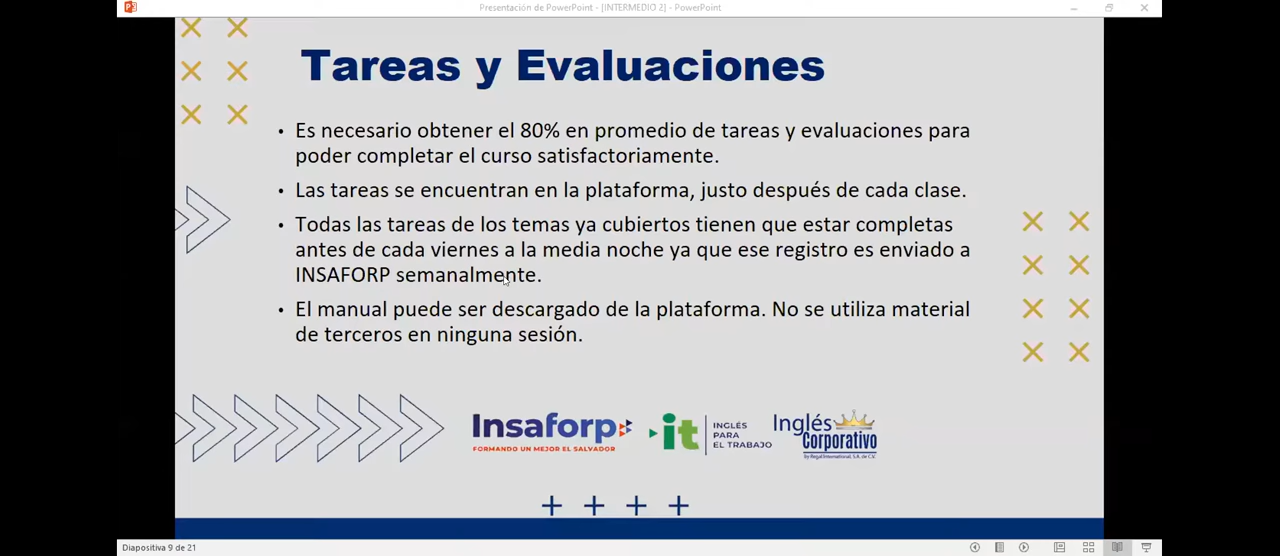 Presentación de PowerPoint - [INTERMEDIO 2] - PowerPoint
Tareas y Evaluaciones
• Es necesario obtener el 80% en promedio de tareas y evaluaciones para
poder completar el curso satisfactoriamente.
• Las tareas se encuentran en la plataforma, justo después de cada clase.
• Todas las tareas de los temas ya cubiertos tienen que estar completas
antes de cada viernes a la media noche ya que ese registro es enviado a
INSAFORP semanalmente.
• El manual puede ser descargado de la plataforma. No se utiliza material
de terceros en ninguna sesión.
Insaforp
FORMANDO UN MEJOR EL SALVADOR
it
INGLÉS
PARA
EL TRABAJO
Inglés
Corporativo
by Regal International, S.A. de C.V.
Diapositiva 9 de 21